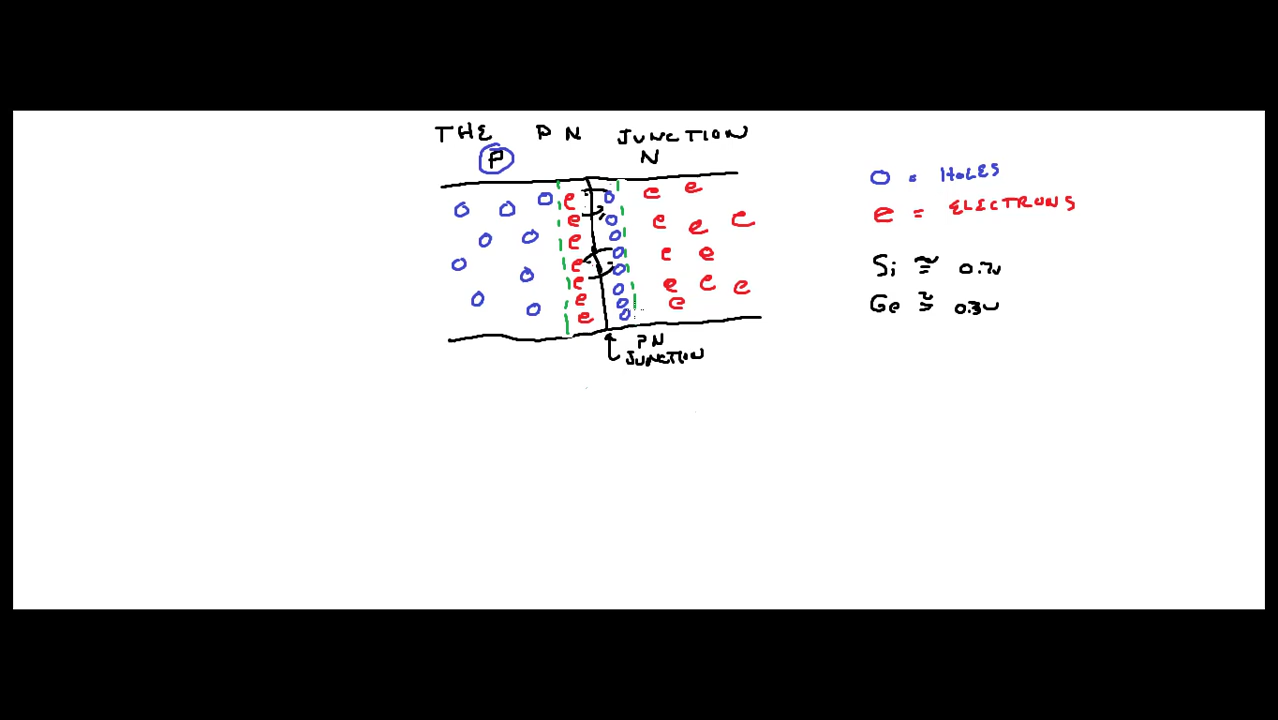 THE PN JUNCTION
P N
O = HOLES
e = ELECTRONS
Si ≅ 0.7v
Ge ≅ 0.3v
PN
JUNCTION